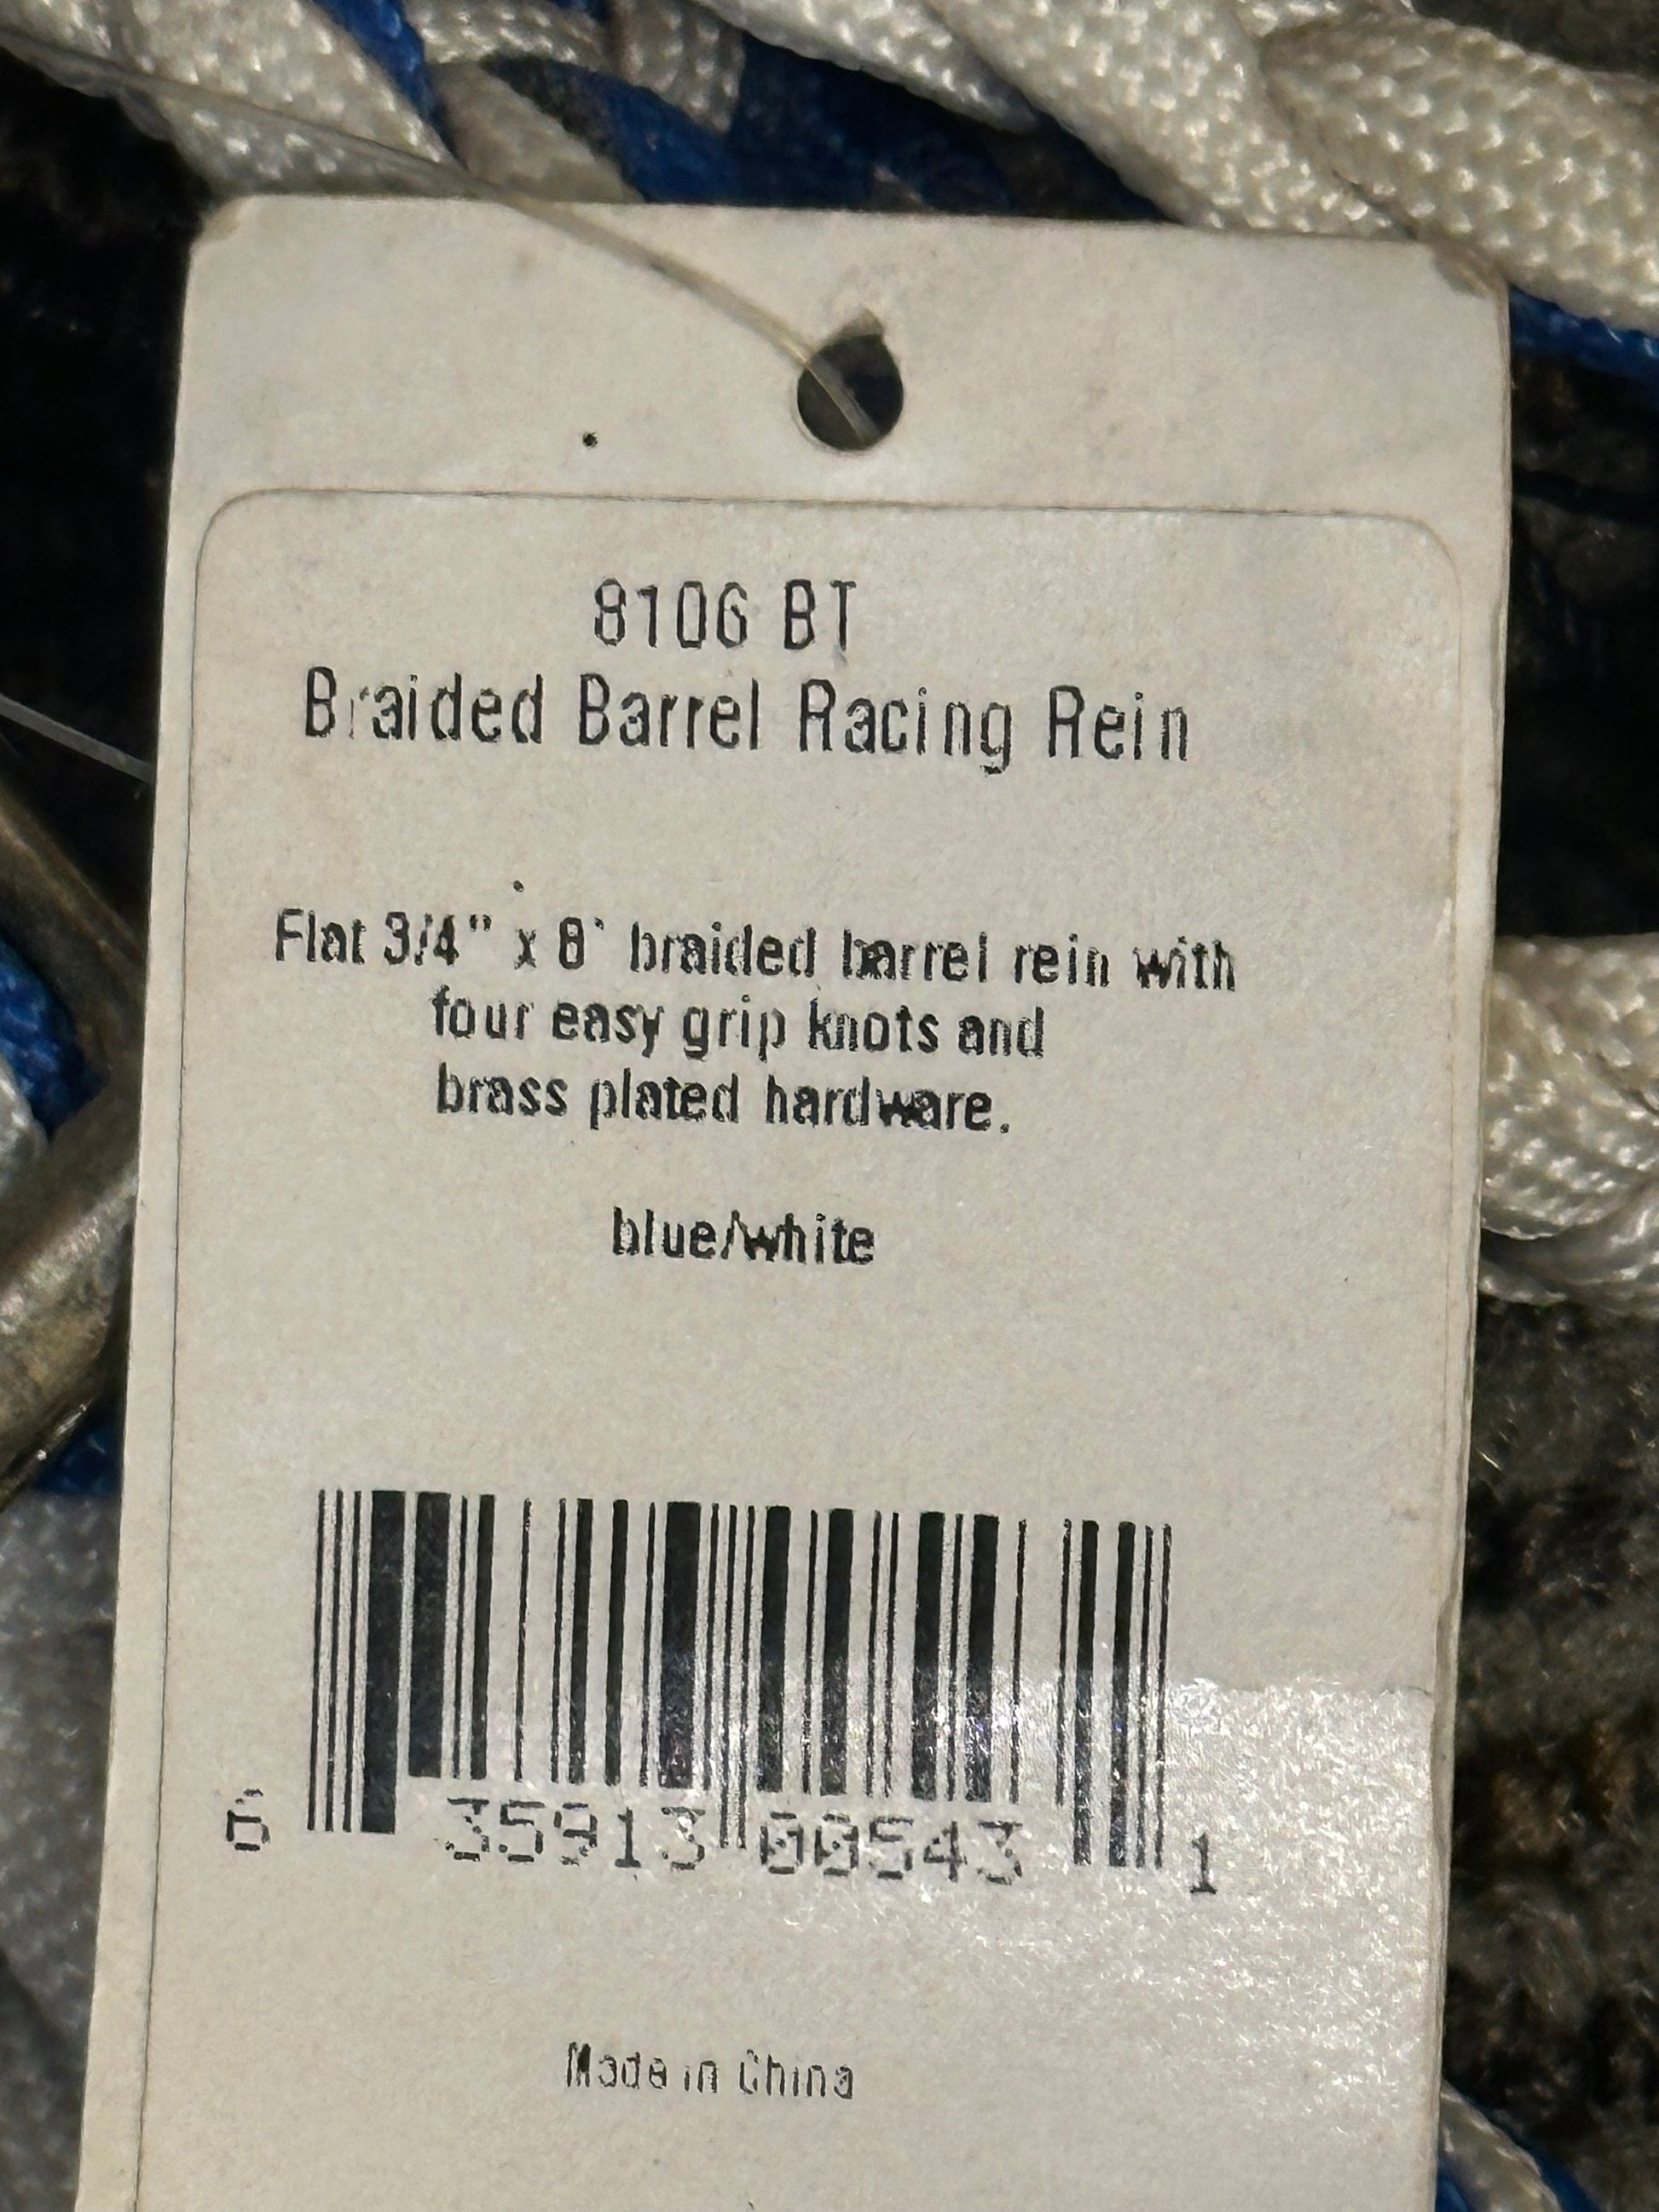 8106 BT
Braided Barrel Racing Rein
Flat 3/4" x 8' braided barrel rein with
four easy grip knots and
brass plated hardware.
blue/white
6 35913 00543 1
Made in China